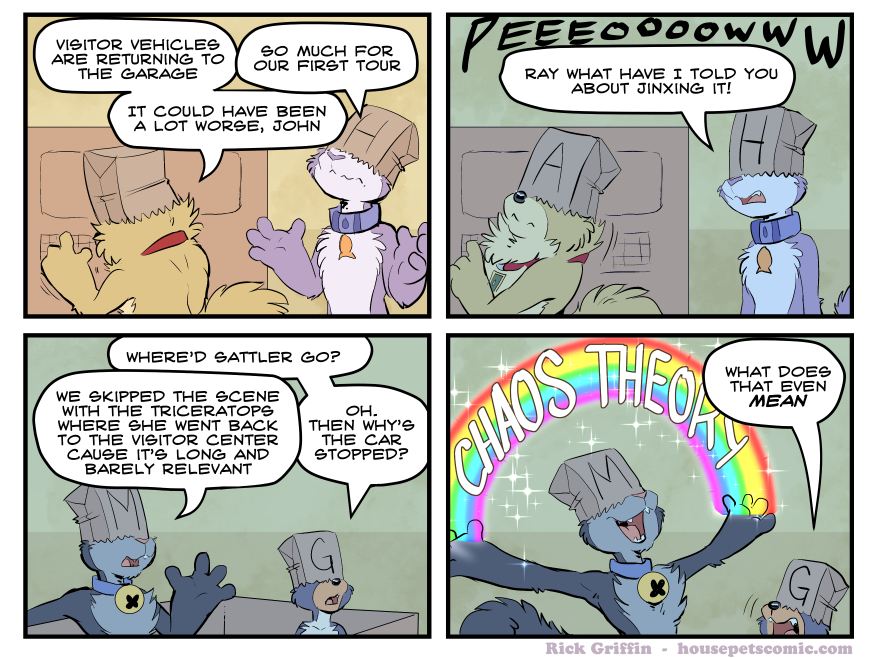 VISITOR VEHICLES
ARE RETURNING TO
THE GARAGE
SO MUCH FOR
OUR FIRST TOUR
IT COULD HAVE BEEN
A LOT WORSE, JOHN
H
PEEEOOOOWWW
RAY WHAT HAVE I TOLD YOU
ABOUT JINXING IT!
A
H
WHERE'D SATTLER GO?
WE SKIPPED THE SCENE
WITH THE TRICERATOPS
WHERE SHE WENT BACK
TO THE VISITOR CENTER
CAUSE IT'S LONG AND
BARELY RELEVANT
OH.
THEN WHY'S
THE CAR
STOPPED?
M
G
CHAOS THEORY
WHAT DOES
THAT EVEN
MEAN
M
G
Rick Griffin - housepetscomic.com